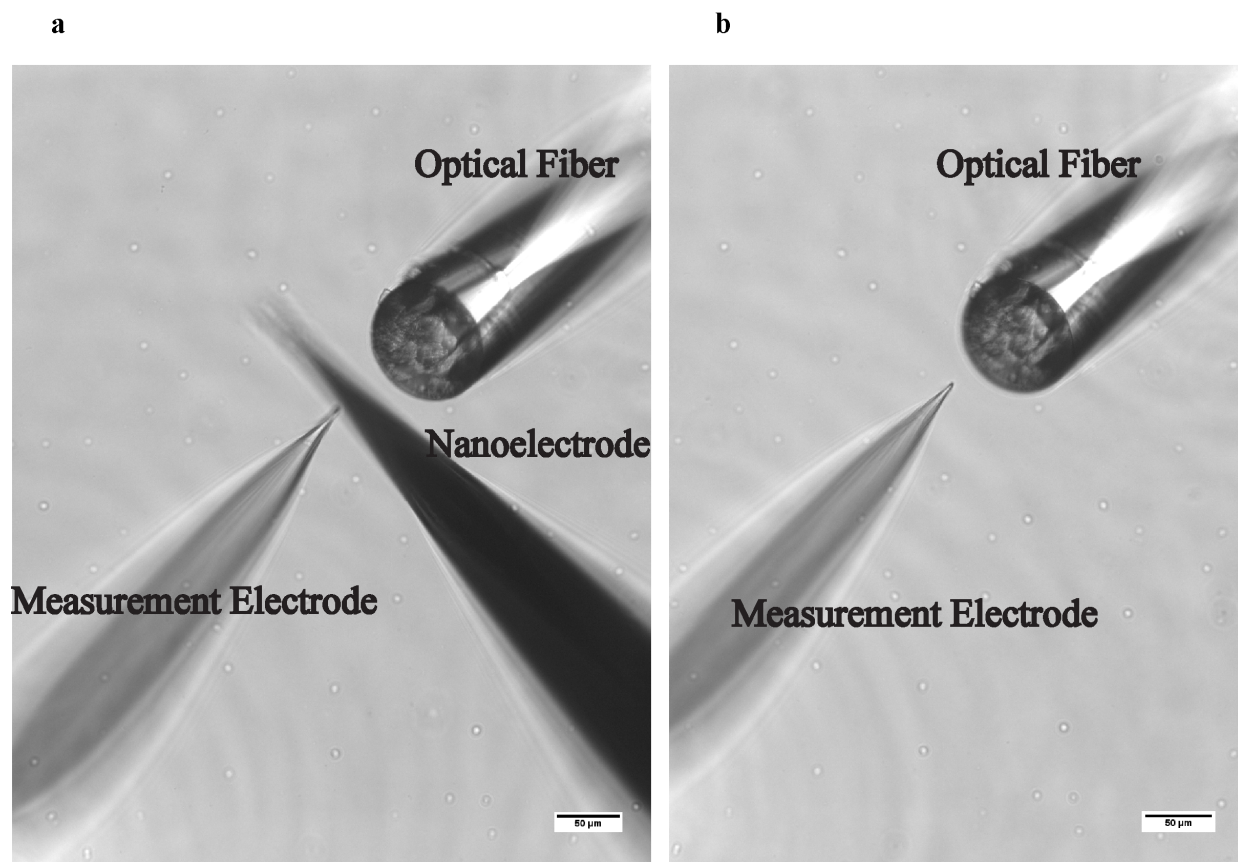 a
b
Optical Fiber
Nanoelectrode
Measurement Electrode
50 µm
Optical Fiber
Measurement Electrode
50 µm